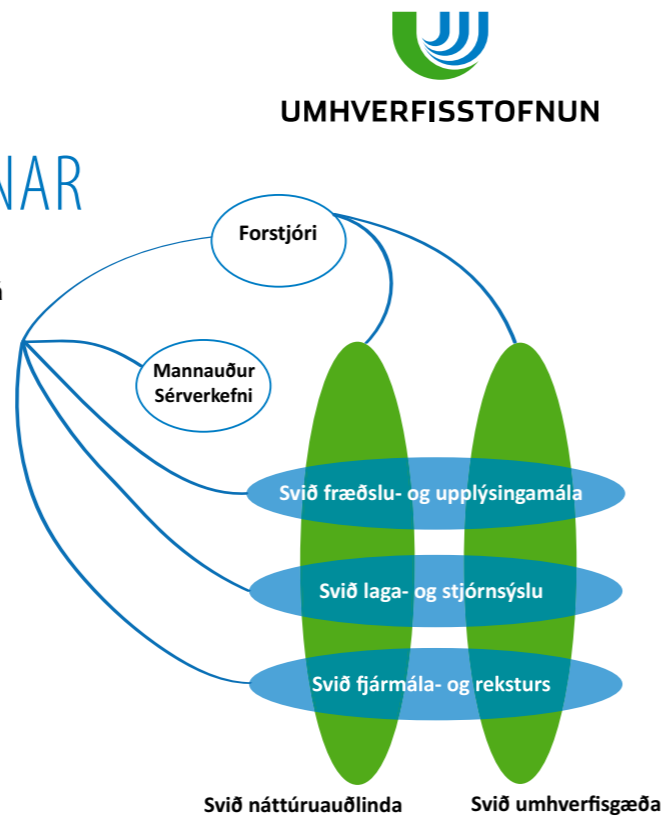 UMHVERFISSTOFNUN
NAR
Forstjóri
Mannauður
Sérverkefni
Svið fræðslu- og upplýsingamála
Svið laga- og stjórnsýslu
Svið fjármála- og reksturs
Svið náttúruauðlinda
Svið umhverfisgæða